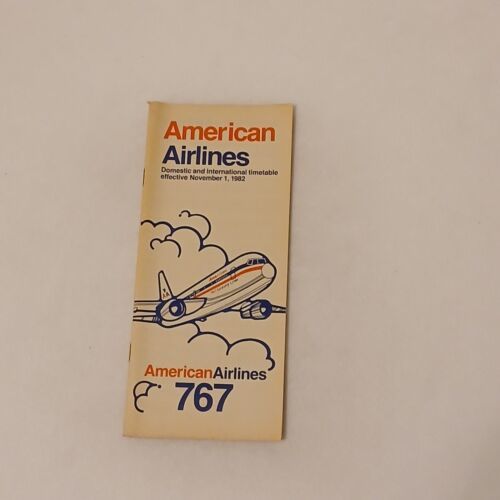 American
Airlines
Domestic and international timetable
effective November 1, 1982
AmericanAirlines
767